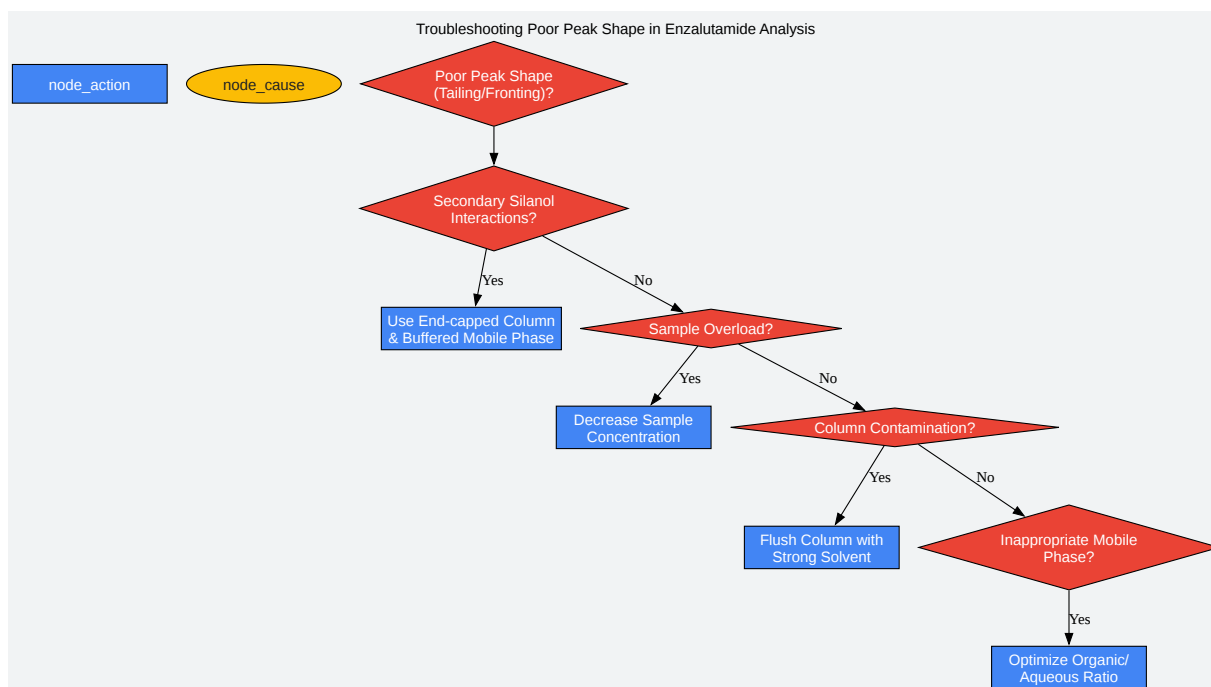 Troubleshooting Poor Peak Shape in Enzalutamide Analysis
node_action
node_cause
Poor Peak Shape
(Tailing/Fronting)?
Secondary Silanol
Interactions?
Yes
No
Use End-capped Column
& Buffered Mobile Phase
Sample Overload?
Yes
No
Decrease Sample
Concentration
Column Contamination?
Yes
No
Flush Column with
Strong Solvent
Inappropriate Mobile
Phase?
Yes
Optimize Organic/
Aqueous Ratio